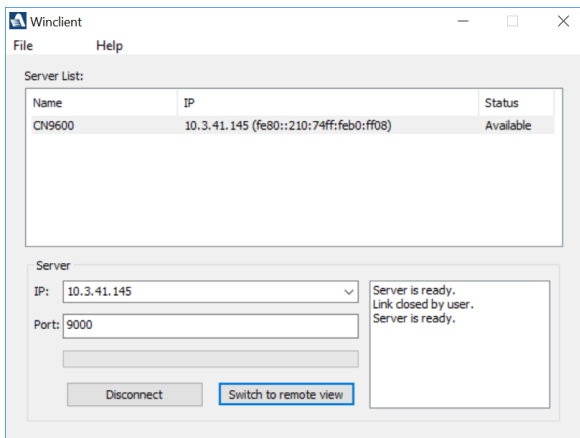 Winclient
File Help
Server List:
Name IP Status
CN9600 10.3.41.145 (fe80::210:74ff:feb0:ff08) Available
Server
IP: 10.3.41.145
Port: 9000
Disconnect Switch to remote view
Server is ready.
Link closed by user.
Server is ready.